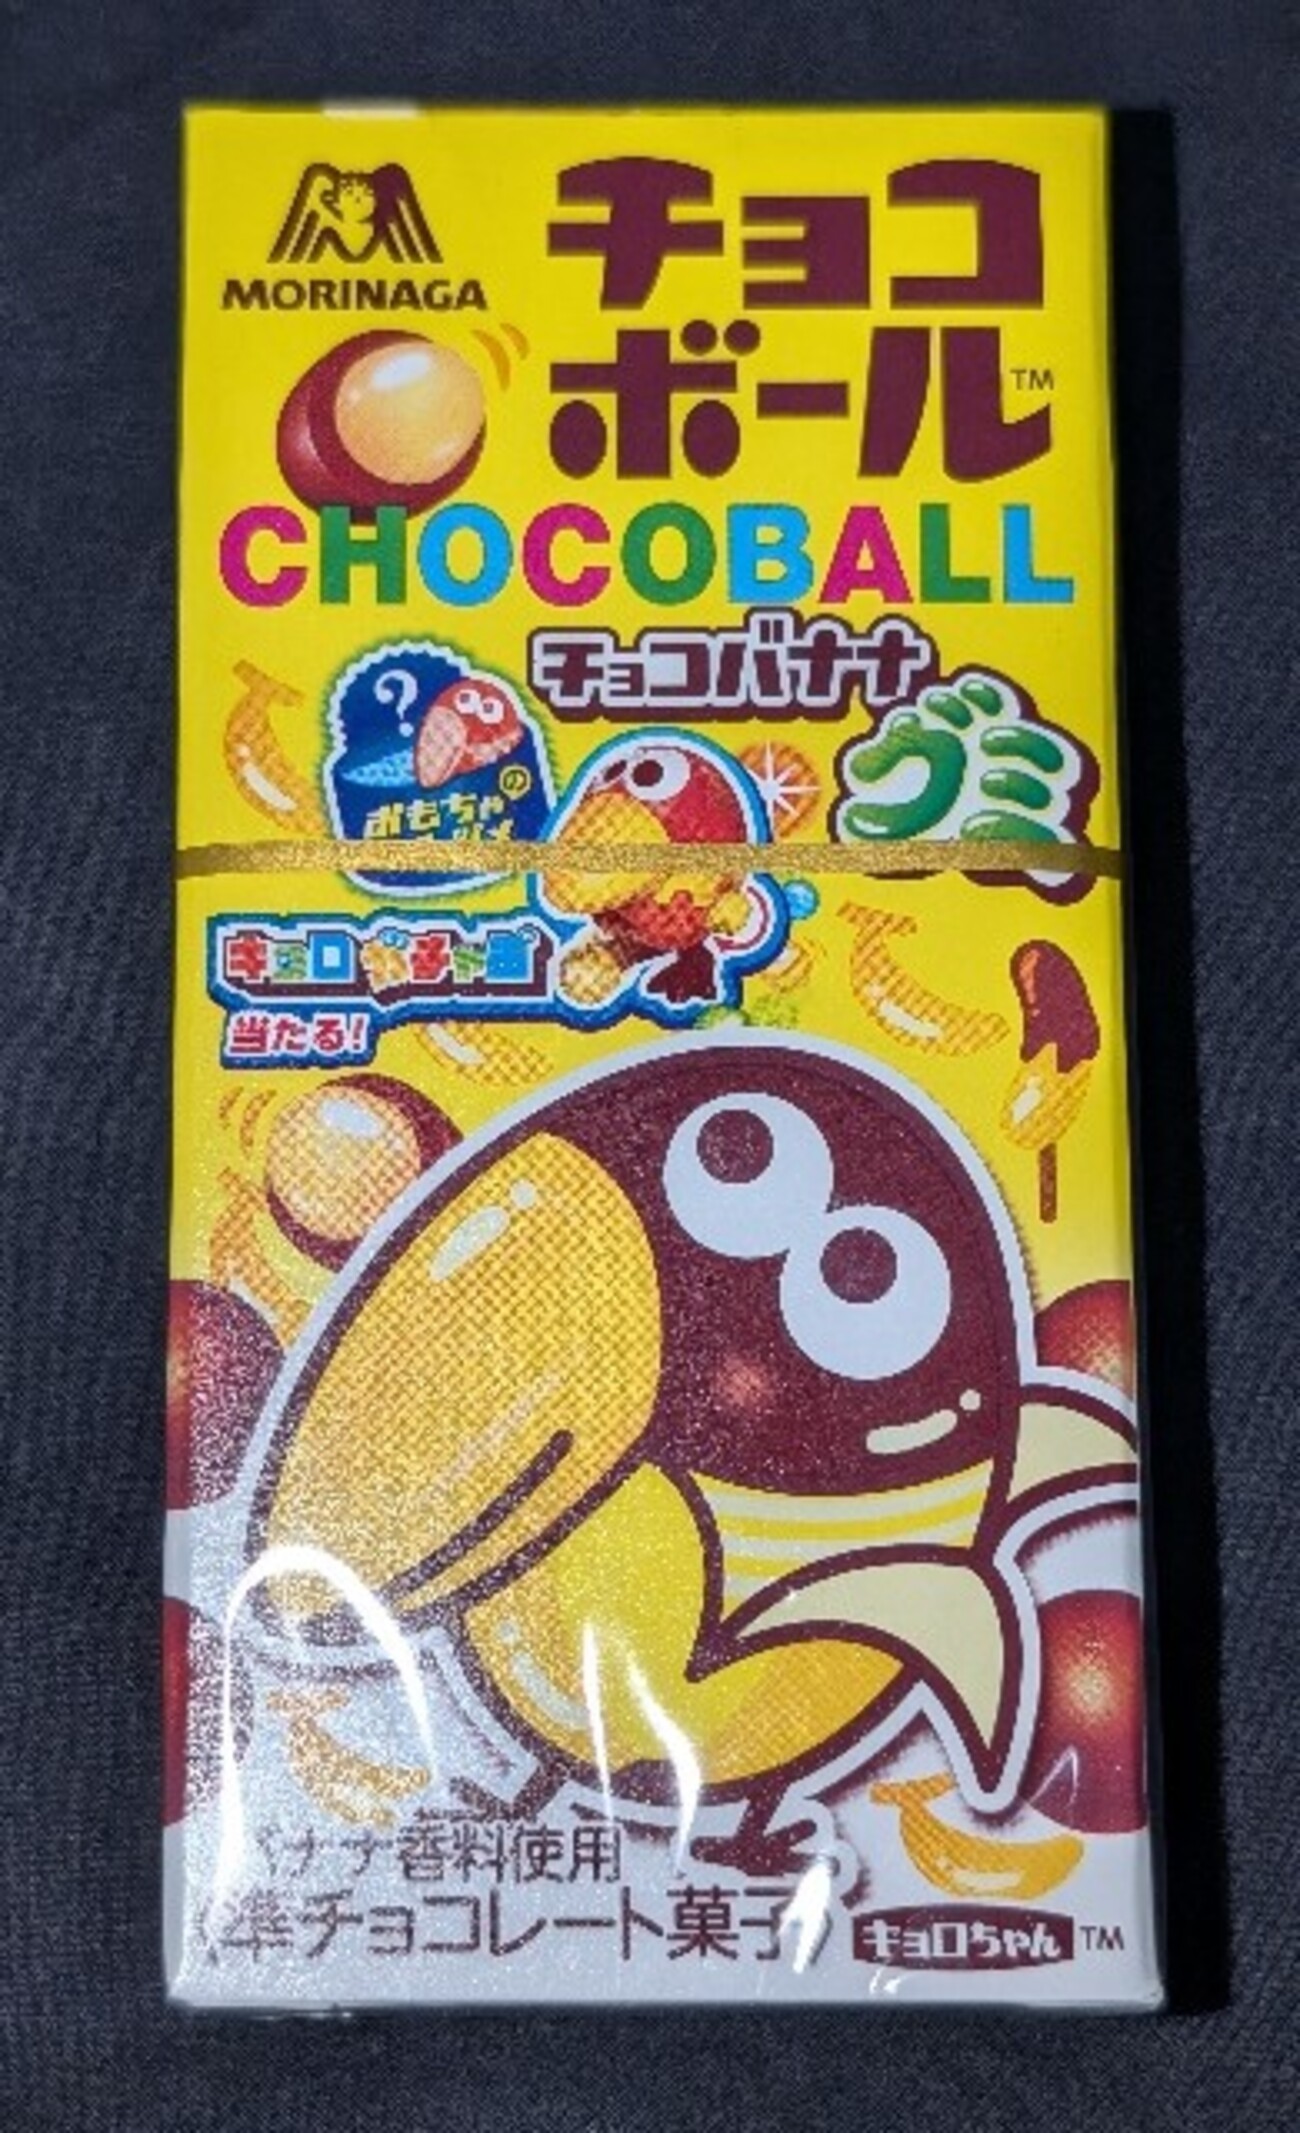 MORINAGA
チョコ
ボール™
CHOCOBALL
チョコバナナ
グミ
?
おもちゃの
当たる!
バナナ香料使用
準チョコレート菓子
キョロちゃん™